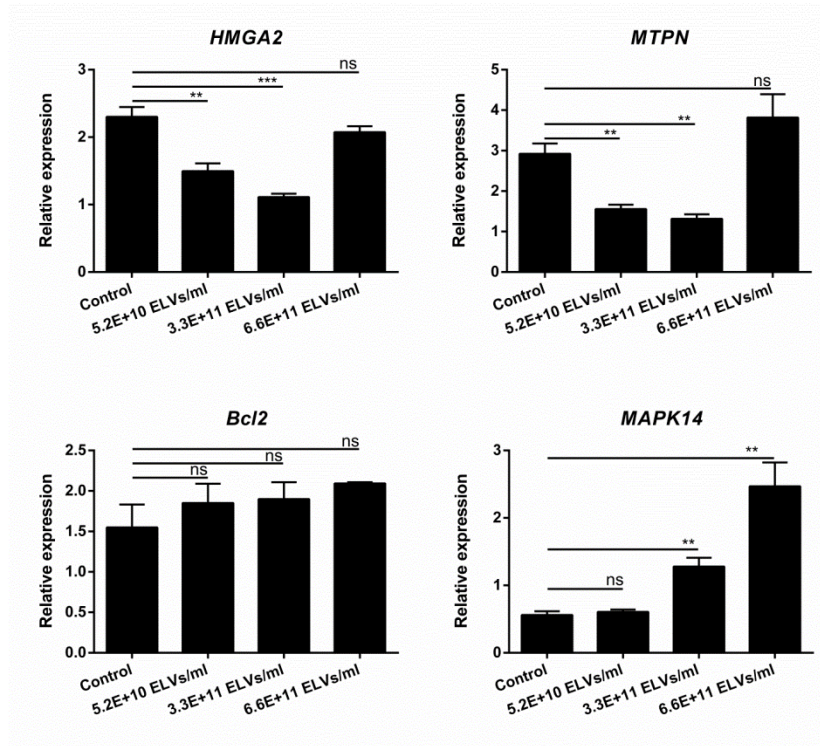 HMGA2
Relative expression
3
2
1
0
ns
***
**
Control
5.2E+10 ELVs/ml
3.3E+11 ELVs/ml
6.6E+11 ELVs/ml
MTPN
Relative expression
5
4
3
2
1
0
ns
**
**
Control
5.2E+10 ELVs/ml
3.3E+11 ELVs/ml
6.6E+11 ELVs/ml
Bcl2
Relative expression
2.5
2.0
1.5
1.0
0.5
0.0
ns
ns
ns
Control
5.2E+10 ELVs/ml
3.3E+11 ELVs/ml
6.6E+11 ELVs/ml
MAPK14
Relative expression
3
2
1
0
**
**
ns
Control
5.2E+10 ELVs/ml
3.3E+11 ELVs/ml
6.6E+11 ELVs/ml